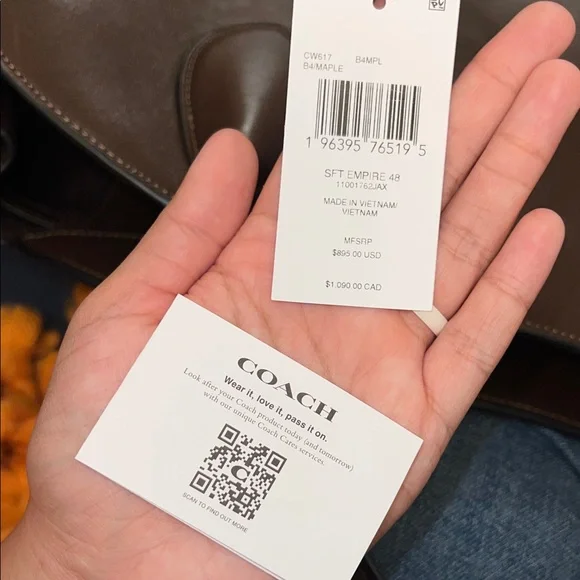 CW617 B4MPL
B4/MAPLE
1 96395 76519 5
SFT EMPIRE 48
11001762JAX
MADE IN VIETNAM/
VIETNAM
MFSRP
$895.00 USD
$1,090.00 CAD
COACH
Wear it, love it, pass it on.
Look after your Coach product today (and tomorrow)
with our unique Coach Cares services.
C
SCAN TO FIND OUT MORE